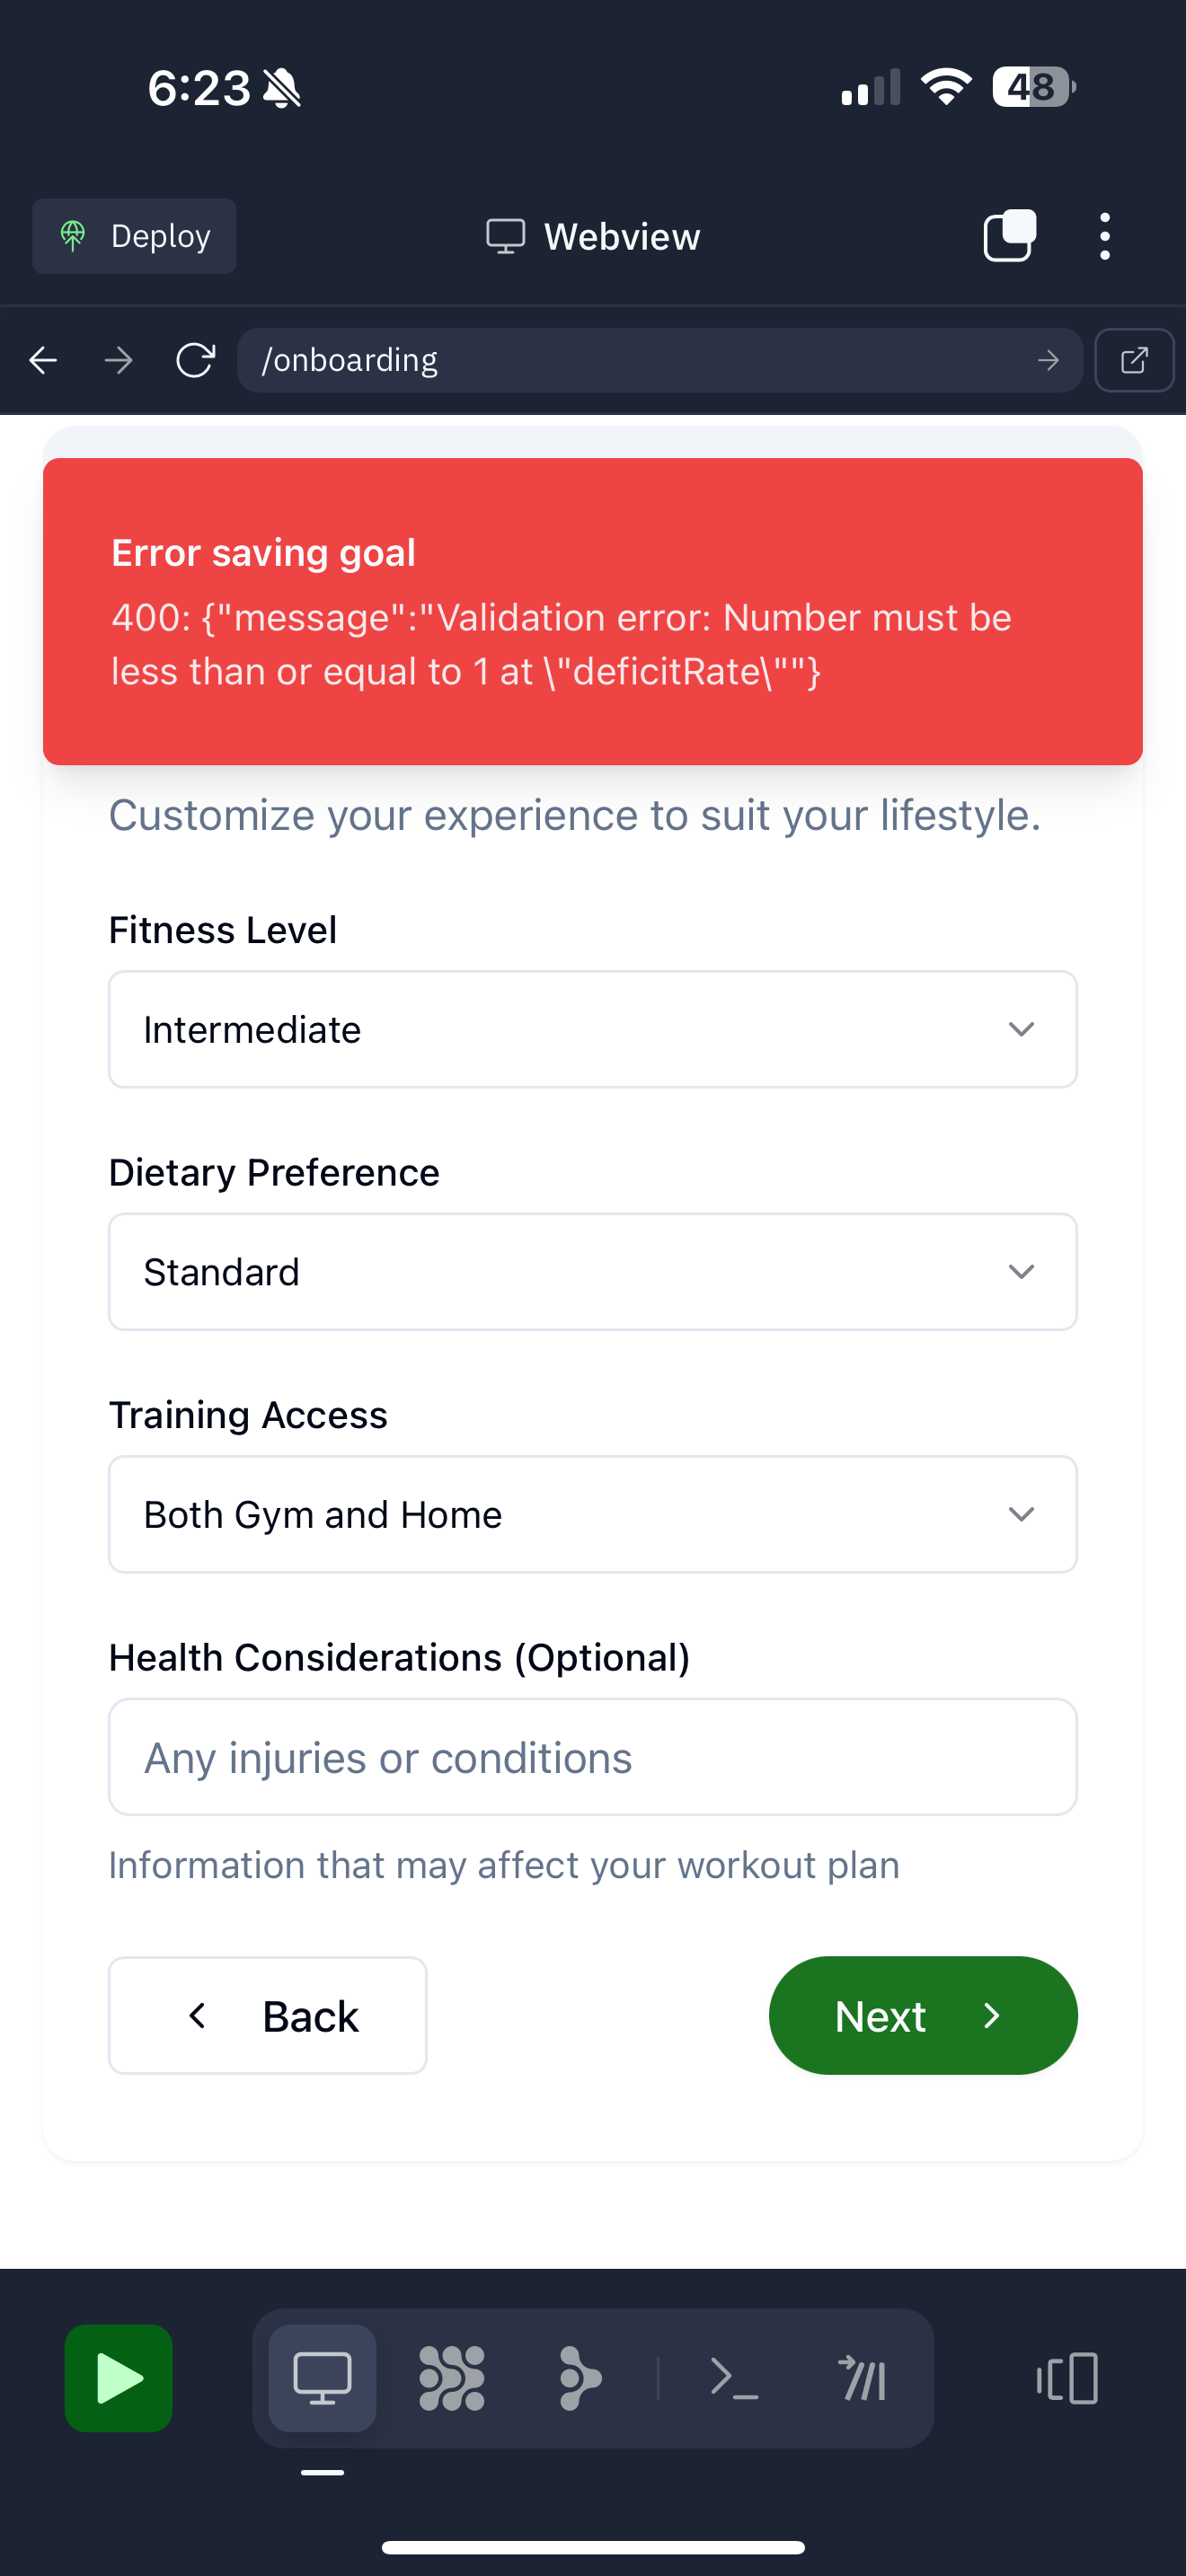 6:23
48
Deploy
Webview
/onboarding
Error saving goal
400: {"message":"Validation error: Number must be
less than or equal to 1 at \"deficitRate\""}
Customize your experience to suit your lifestyle.
Fitness Level
Intermediate
Dietary Preference
Standard
Training Access
Both Gym and Home
Health Considerations (Optional)
Any injuries or conditions
Information that may affect your workout plan
Back
Next